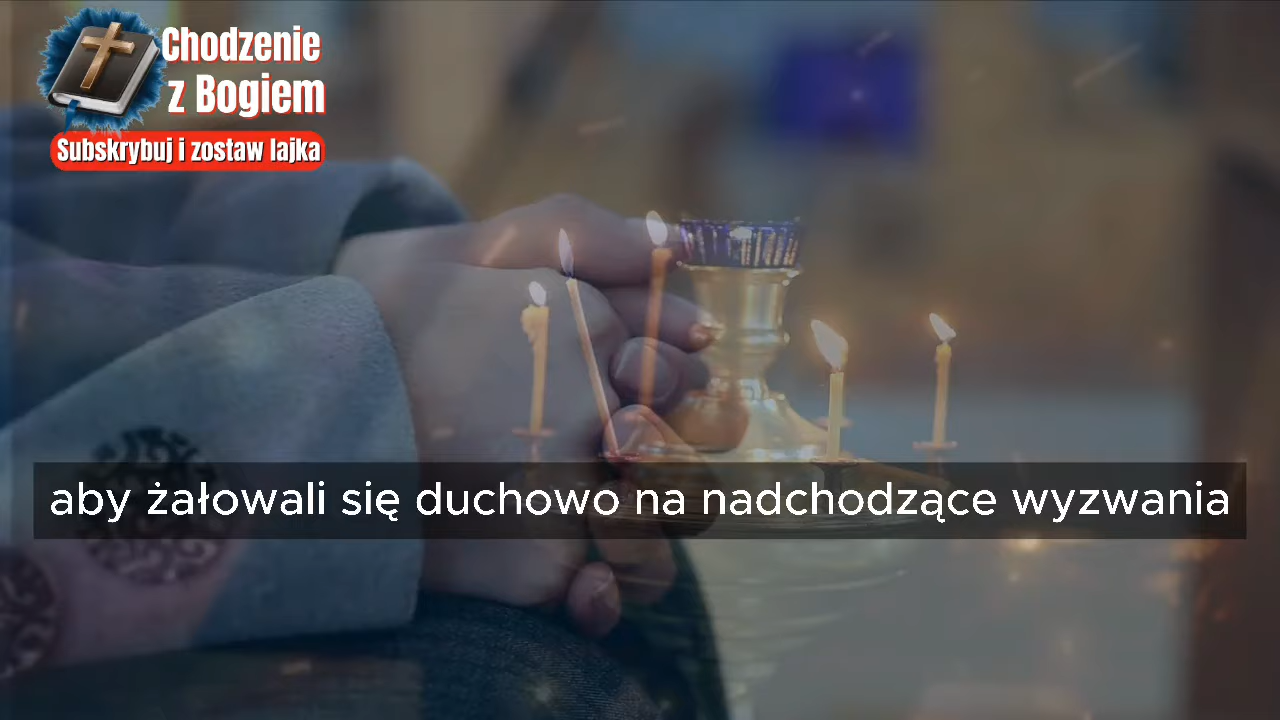 Chodzenie
z Bogiem
Subskrybuj i zostaw lajka
aby żałowali się duchowo na nadchodzące wyzwania